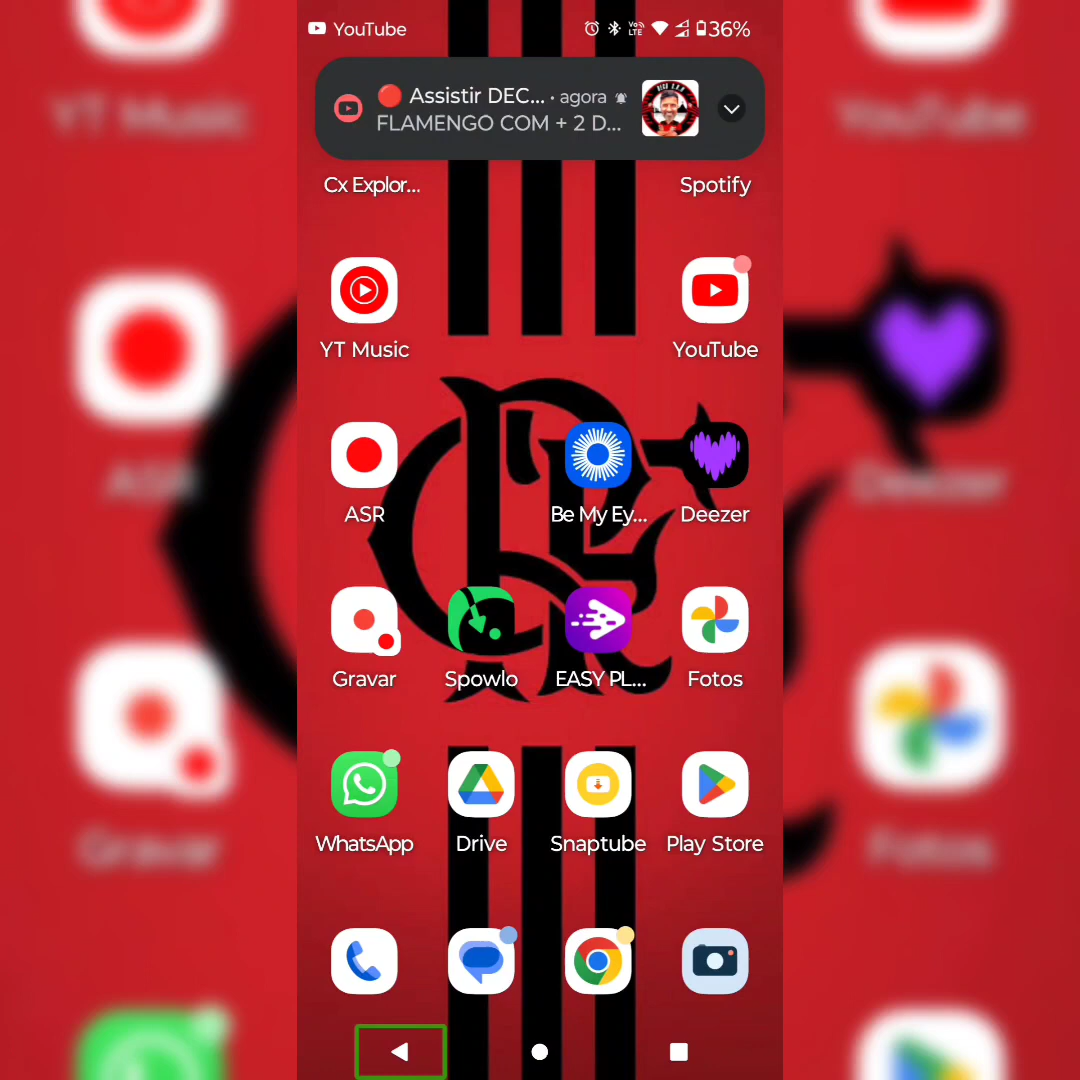 YouTube
VoLTE
36%
🔴 Assistir DEC... · agora
FLAMENGO COM + 2 D...
Cx Explor...
Spotify
YT Music
YouTube
ASR
Be My Ey...
Deezer
Gravar
Spowlo
EASY PL...
Fotos
WhatsApp
Drive
Snaptube
Play Store